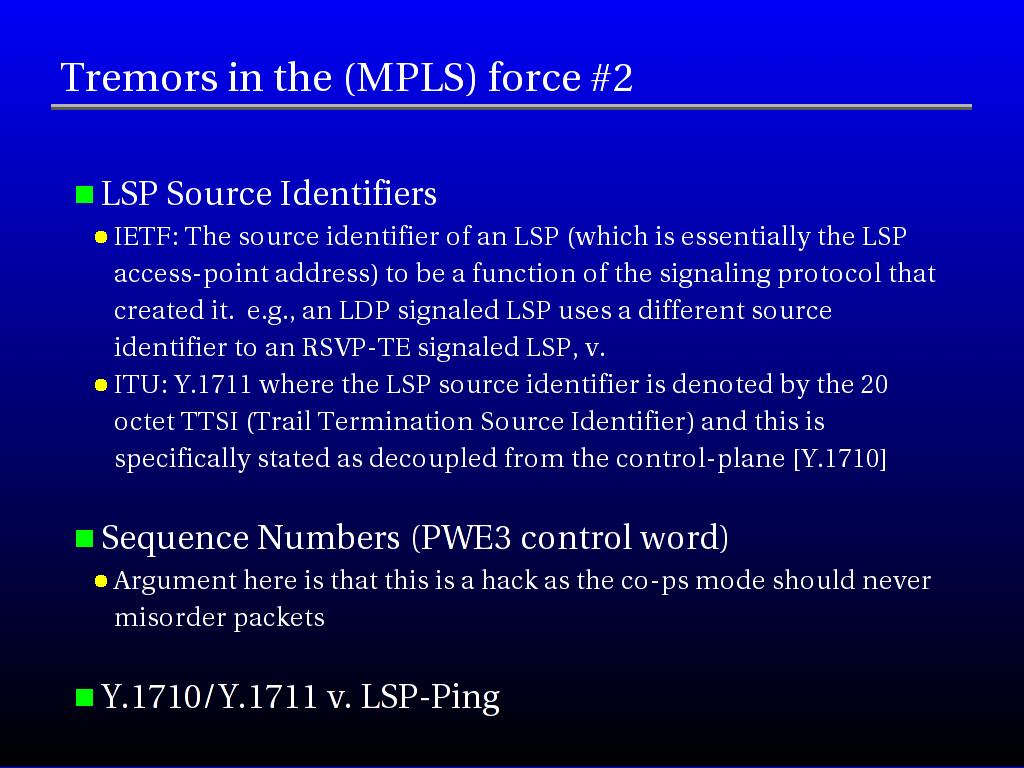 Tremors in the (MPLS) force #2
LSP Source Identifiers
IETF: The source identifier of an LSP (which is essentially the LSP
access-point address) to be a function of the signaling protocol that
created it.  e.g., an LDP signaled LSP uses a different source
identifier to an RSVP-TE signaled LSP, v.
ITU: Y.1711 where the LSP source identifier is denoted by the 20
octet TTSI (Trail Termination Source Identifier) and this is
specifically stated as decoupled from the control-plane [Y.1710]
Sequence Numbers (PWE3 control word)
Argument here is that this is a hack as the co-ps mode should never
misorder packets
Y.1710/Y.1711 v. LSP-Ping